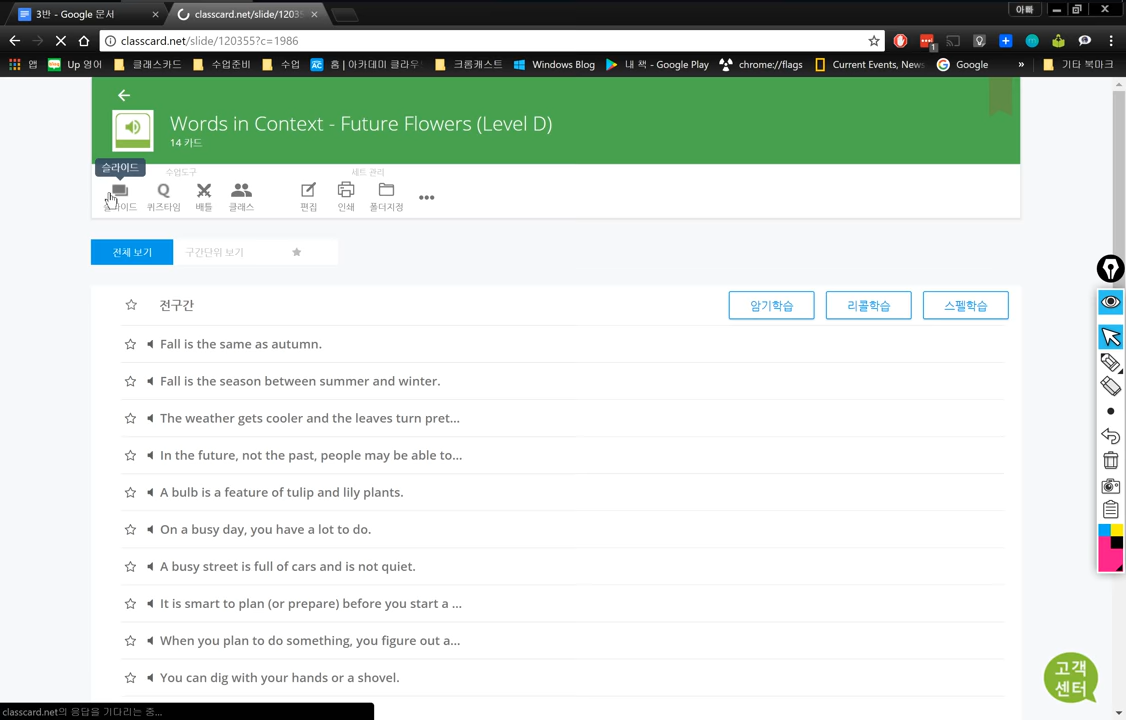 3반 - Google 문서
classcard.net/slide/1203
아빠
classcard.net/slide/120355?c=1986
1
앱
Up 영어
클래스카드
수업준비
수업
홈 | 아카데미 클라우
크롬캐스트
Windows Blog
내 책 - Google Play
chrome://flags
Current Events, News
Google
»
기타 북마크
Words in Context - Future Flowers (Level D)
14 카드
슬라이드
수업도구
세트 관리
슬라이드
Q
퀴즈타임
배틀
클래스
편집
인쇄
폴더지정
전체 보기
구간단위 보기
전구간
암기학습
리콜학습
스펠학습
Fall is the same as autumn.
Fall is the season between summer and winter.
The weather gets cooler and the leaves turn pret...
In the future, not the past, people may be able to...
A bulb is a feature of tulip and lily plants.
On a busy day, you have a lot to do.
A busy street is full of cars and is not quiet.
It is smart to plan (or prepare) before you start a ...
When you plan to do something, you figure out a...
You can dig with your hands or a shovel.
고객
센터
classcard.net의 응답을 기다리는 중...